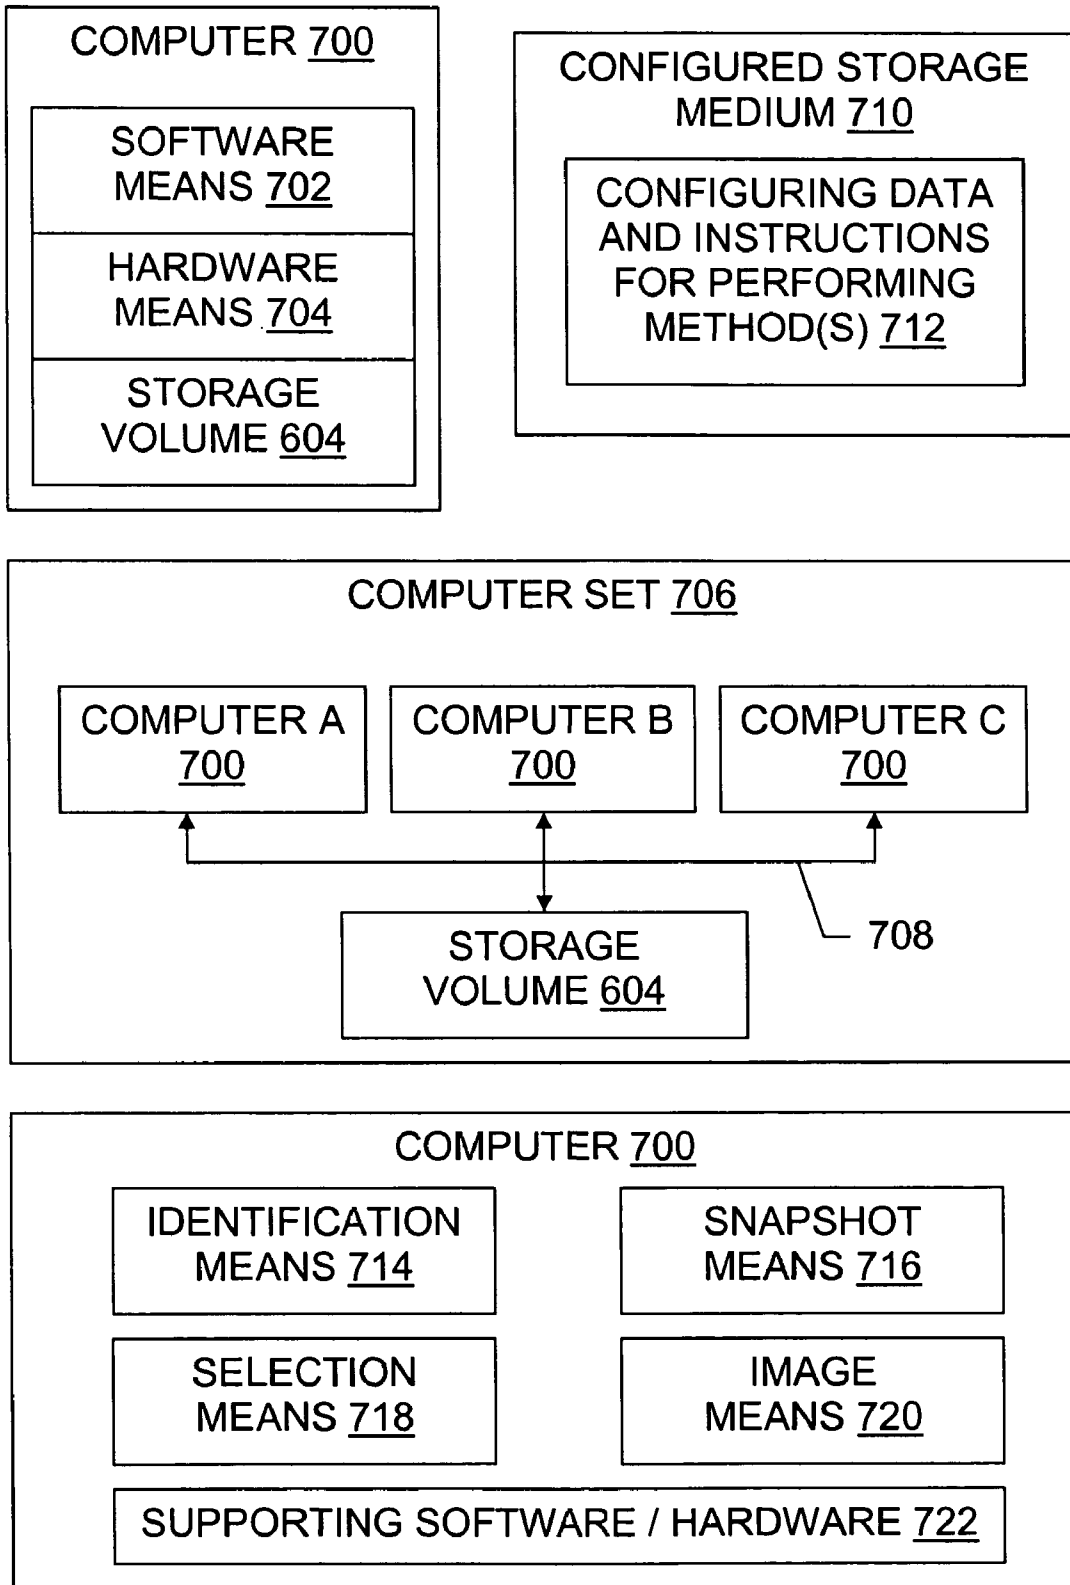 COMPUTER 700
SOFTWARE
MEANS 702
HARDWARE
MEANS 704
STORAGE
VOLUME 604
CONFIGURED STORAGE
MEDIUM 710
CONFIGURING DATA
AND INSTRUCTIONS
FOR PERFORMING
METHOD(S) 712
COMPUTER SET 706
COMPUTER A
700
COMPUTER B
700
COMPUTER C
700
STORAGE
VOLUME 604
708
COMPUTER 700
IDENTIFICATION
MEANS 714
SNAPSHOT
MEANS 716
SELECTION
MEANS 718
IMAGE
MEANS 720
SUPPORTING SOFTWARE / HARDWARE 722